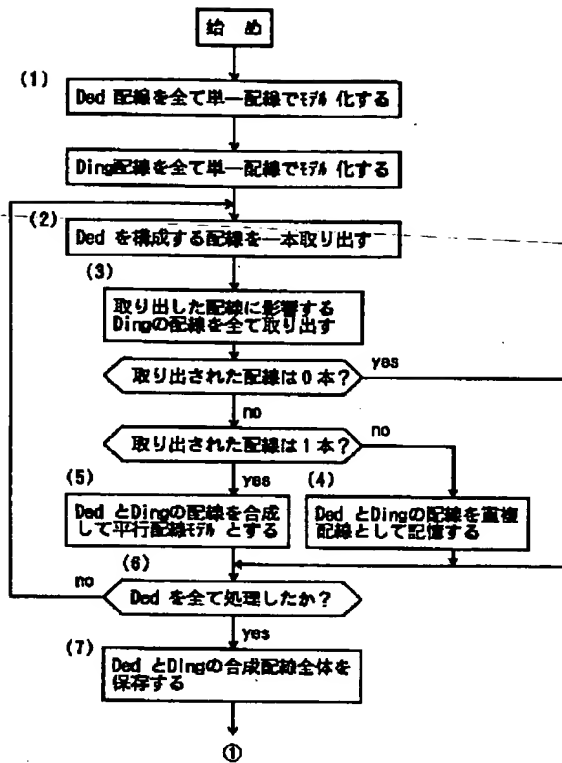 始 め
(1)
Ded 配線を全て単一配線でﾓﾃﾞﾙ 化する
Ding配線を全て単一配線でﾓﾃﾞﾙ 化する
(2)
Ded を構成する配線を一本取り出す
(3)
取り出した配線に影響する
Dingの配線を全て取り出す
取り出された配線は0本?
yes
no
取り出された配線は1本?
no
yes
(5)
(4)
Ded とDingの配線を合成
して平行配線ﾓﾃﾞﾙ とする
Ded とDingの配線を重複
配線として記憶する
(6)
no
Ded を全て処理したか?
yes
(7)
Ded とDingの合成配線全体を
保存する
①